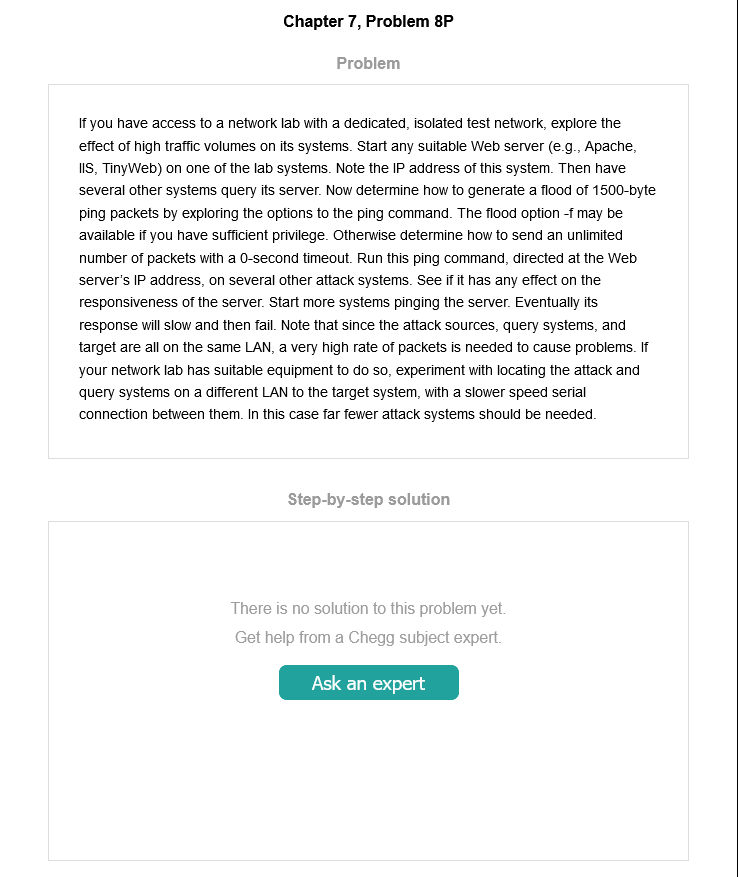 Chapter 7, Problem 8P
Problem
If you have access to a network lab with a dedicated, isolated test network, explore the
effect of high traffic volumes on its systems. Start any suitable Web server (e.g., Apache,
IIS, TinyWeb) on one of the lab systems. Note the IP address of this system. Then have
several other systems query its server. Now determine how to generate a flood of 1500-byte
ping packets by exploring the options to the ping command. The flood option -f may be
available if you have sufficient privilege. Otherwise determine how to send an unlimited
number of packets with a 0-second timeout. Run this ping command, directed at the Web
server’s IP address, on several other attack systems. See if it has any effect on the
responsiveness of the server. Start more systems pinging the server. Eventually its
response will slow and then fail. Note that since the attack sources, query systems, and
target are all on the same LAN, a very high rate of packets is needed to cause problems. If
your network lab has suitable equipment to do so, experiment with locating the attack and
query systems on a different LAN to the target system, with a slower speed serial
connection between them. In this case far fewer attack systems should be needed.
Step-by-step solution
There is no solution to this problem yet.
Get help from a Chegg subject expert.
Ask an expert